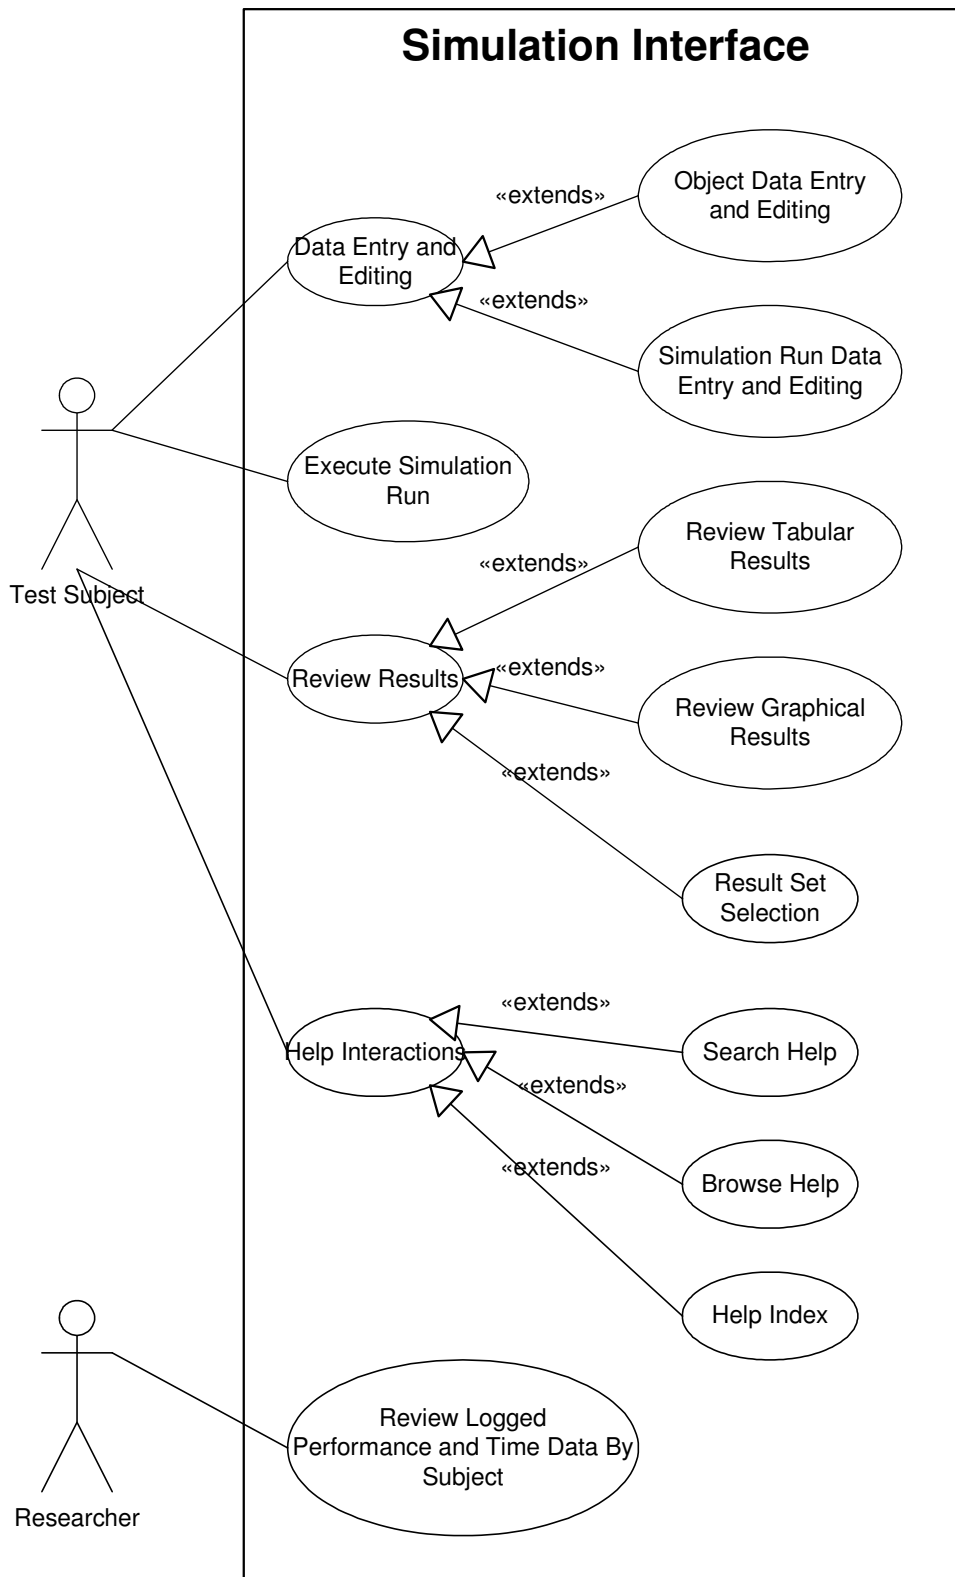 Simulation Interface
Object Data Entry
and Editing
«extends»
Data Entry and
Editing
«extends»
Simulation Run Data
Entry and Editing
Execute Simulation
Run
Review Tabular
Results
«extends»
Test Subject
Review Results
«extends»
Review Graphical
Results
«extends»
Result Set
Selection
«extends»
Help Interactions
Search Help
«extends»
Browse Help
«extends»
Help Index
Review Logged
Performance and Time Data By
Subject
Researcher